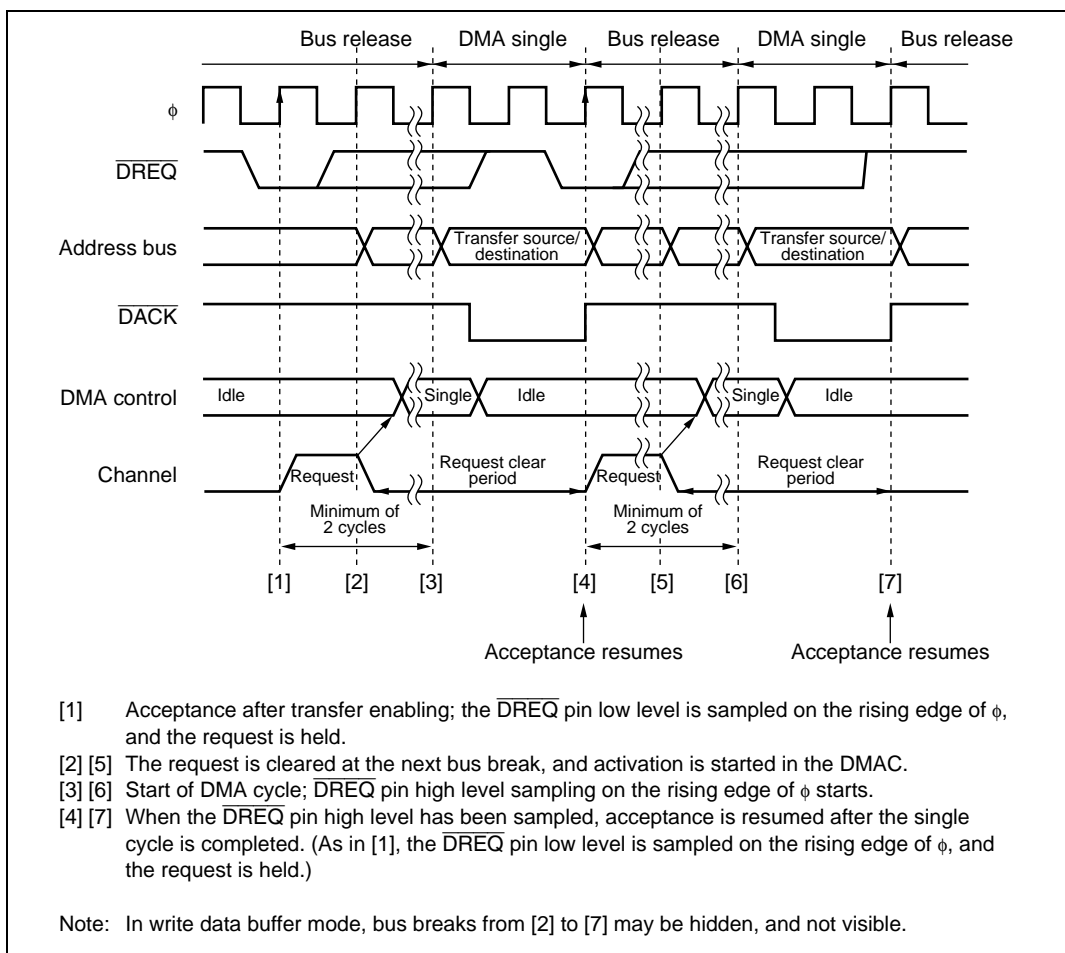 Bus release DMA single Bus release DMA single Bus release
ϕ
DREQ
Address bus
Transfer source/
destination
Transfer source/
destination
DACK
DMA control
Idle Single Idle Single Idle
Channel
Request Request clear
period
Request Request clear
period
Minimum of
2 cycles
Minimum of
2 cycles
[1] [2] [3] [4] [5] [6] [7]
Acceptance resumes Acceptance resumes
[1] Acceptance after transfer enabling; the DREQ pin low level is sampled on the rising edge of ϕ,
and the request is held.
[2] [5] The request is cleared at the next bus break, and activation is started in the DMAC.
[3] [6] Start of DMA cycle; DREQ pin high level sampling on the rising edge of ϕ starts.
[4] [7] When the DREQ pin high level has been sampled, acceptance is resumed after the single
cycle is completed. (As in [1], the DREQ pin low level is sampled on the rising edge of ϕ, and
the request is held.)
Note: In write data buffer mode, bus breaks from [2] to [7] may be hidden, and not visible.